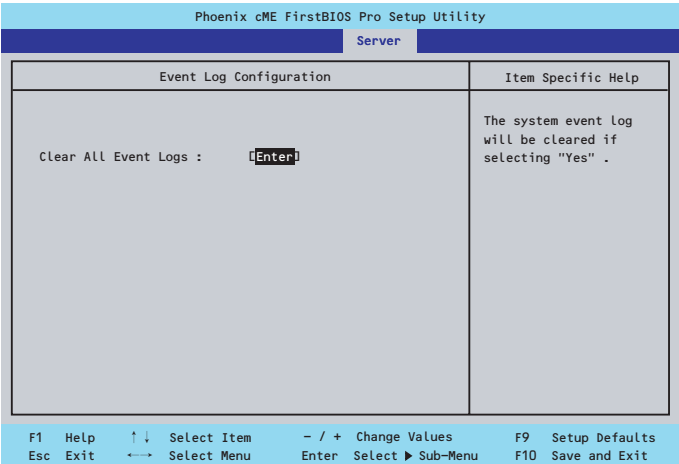 Phoenix cME FirstBIOS Pro Setup Utility
Server
Event Log Configuration
Item Specific Help
Clear All Event Logs : [Enter]
The system event log
will be cleared if
selecting "Yes" .
F1 Help ↑↓ Select Item – / + Change Values F9 Setup Defaults
Esc Exit ←→ Select Menu Enter Select ▶ Sub-Menu F10 Save and Exit